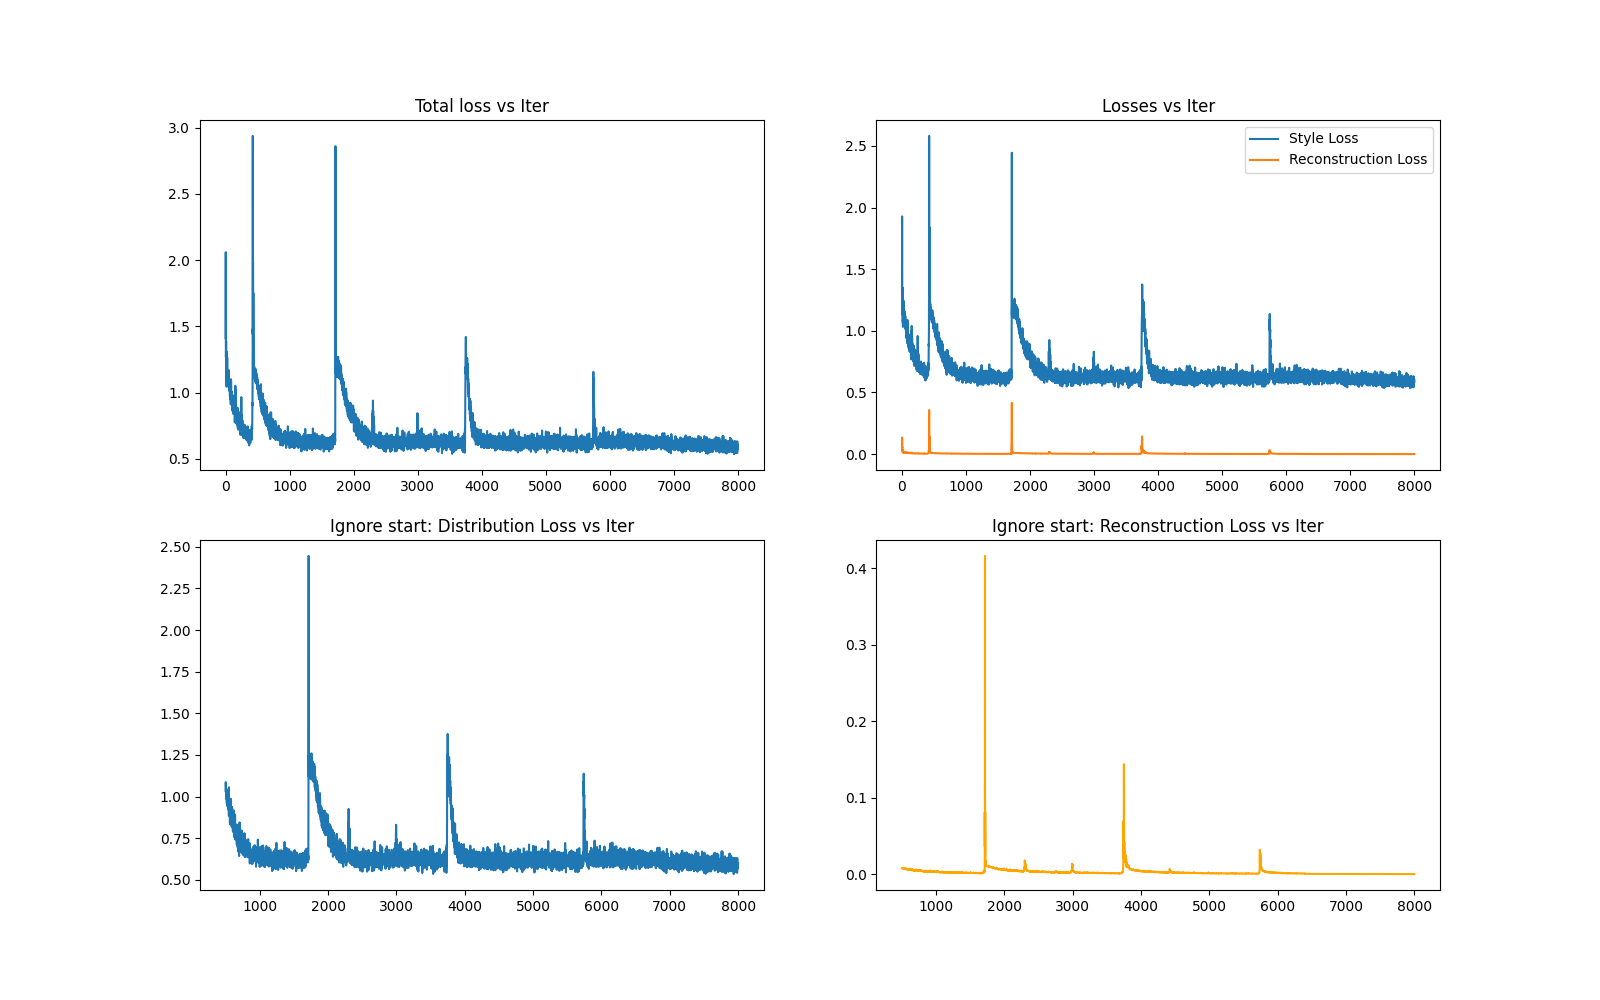 Total loss vs Iter
3.0
2.5
2.0
1.5
1.0
0.5
0 1000 2000 3000 4000 5000 6000 7000 8000
Losses vs Iter
Style Loss
Reconstruction Loss
2.5
2.0
1.5
1.0
0.5
0.0
0 1000 2000 3000 4000 5000 6000 7000 8000
Ignore start: Distribution Loss vs Iter
2.50
2.25
2.00
1.75
1.50
1.25
1.00
0.75
0.50
1000 2000 3000 4000 5000 6000 7000 8000
Ignore start: Reconstruction Loss vs Iter
0.4
0.3
0.2
0.1
0.0
1000 2000 3000 4000 5000 6000 7000 8000